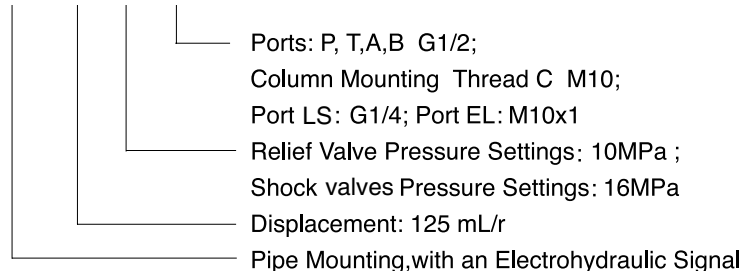 Ports: P, T,A,B G1/2;
Column Mounting Thread C M10;
Port LS: G1/4; Port EL: M10x1
Relief Valve Pressure Settings: 10MPa ;
Shock valves Pressure Settings: 16MPa
Displacement: 125 mL/r
Pipe Mounting,with an Electrohydraulic Signal